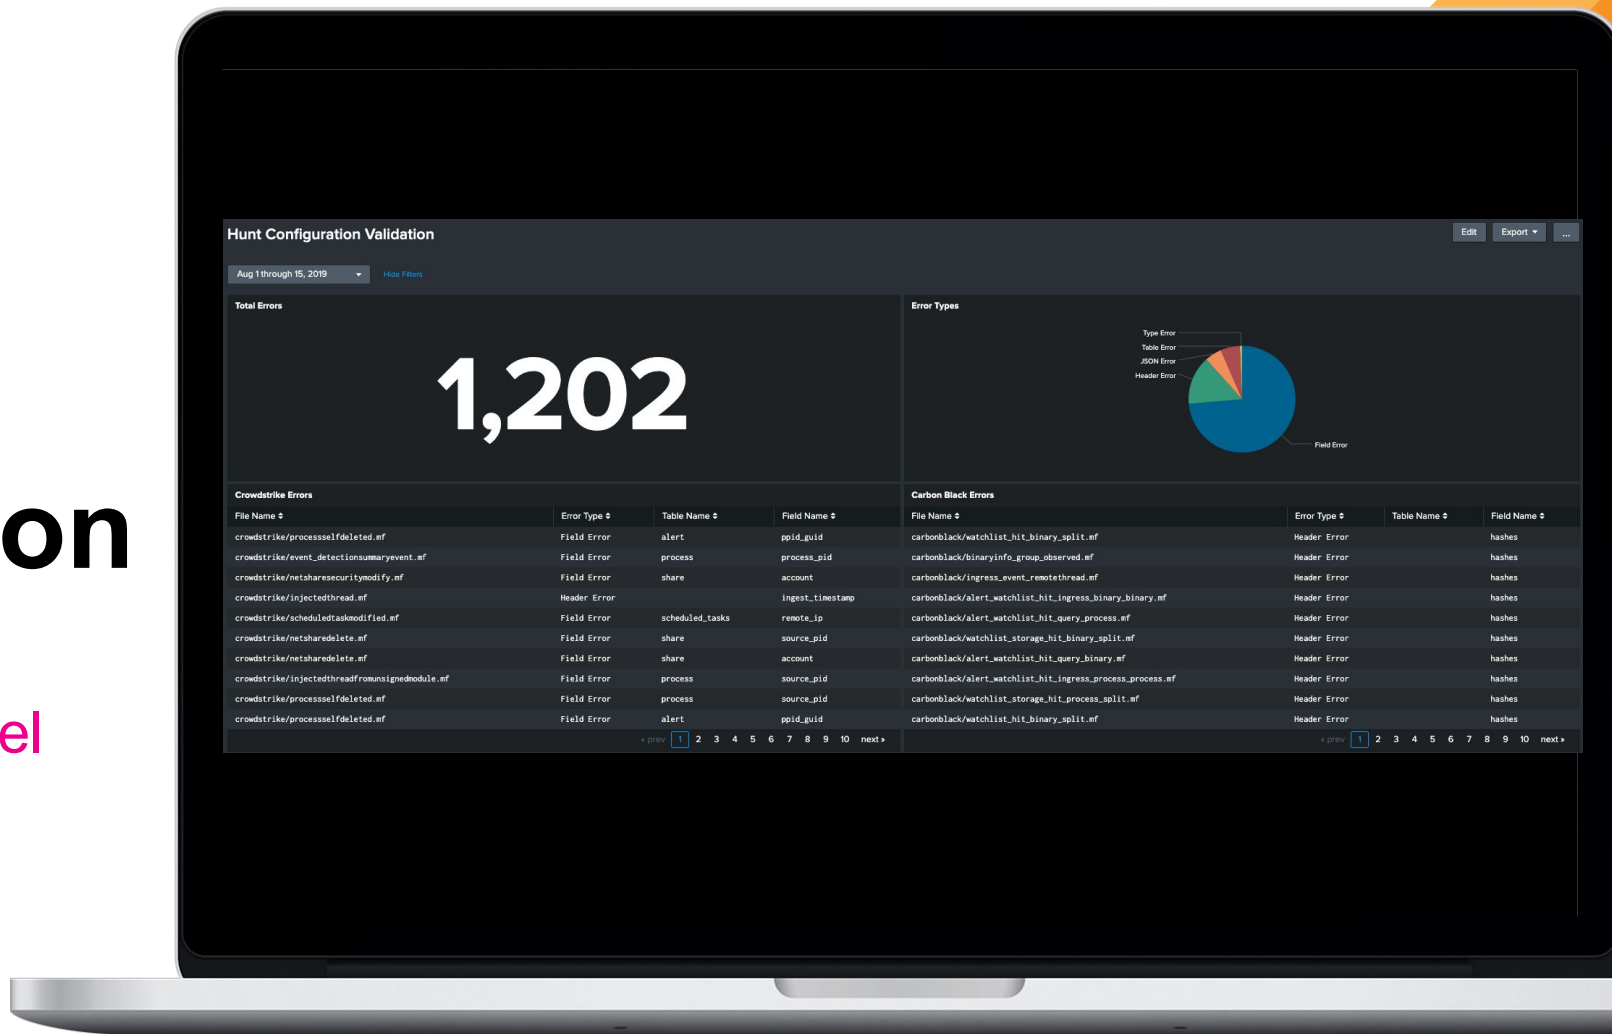 on
el
Hunt Configuration Validation
Edit Export ...
Aug 1 through 15, 2019 Hide Filters
Total Errors
1,202
Error Types
Type Error
Table Error
JSON Error
Header Error
Field Error
Crowdstrike Errors
File Name Error Type Table Name Field Name
crowdstrike/processselfdeleted.mf Field Error alert ppid_guid
crowdstrike/event_detectionsummaryevent.mf Field Error process process_pid
crowdstrike/netsharesecuritymodify.mf Field Error share account
crowdstrike/injectedthread.mf Header Error ingest_timestamp
crowdstrike/scheduledtaskmodified.mf Field Error scheduled_tasks remote_ip
crowdstrike/netsharedelete.mf Field Error share source_pid
crowdstrike/netsharedelete.mf Field Error share account
crowdstrike/injectedthreadfromunsignedmodule.mf Field Error process source_pid
crowdstrike/processselfdeleted.mf Field Error process source_pid
crowdstrike/processselfdeleted.mf Field Error alert ppid_guid
« prev 1 2 3 4 5 6 7 8 9 10 next »
Carbon Black Errors
File Name Error Type Table Name Field Name
carbonblack/watchlist_hit_binary_split.mf Header Error hashes
carbonblack/binaryinfo_group_observed.mf Header Error hashes
carbonblack/ingress_event_remotethread.mf Header Error hashes
carbonblack/alert_watchlist_hit_ingress_binary_binary.mf Header Error hashes
carbonblack/alert_watchlist_hit_query_process.mf Header Error hashes
carbonblack/watchlist_storage_hit_binary_split.mf Header Error hashes
carbonblack/alert_watchlist_hit_query_binary.mf Header Error hashes
carbonblack/alert_watchlist_hit_ingress_process_process.mf Header Error hashes
carbonblack/watchlist_storage_hit_process_split.mf Header Error hashes
carbonblack/watchlist_hit_binary_split.mf Header Error hashes
« prev 1 2 3 4 5 6 7 8 9 10 next »